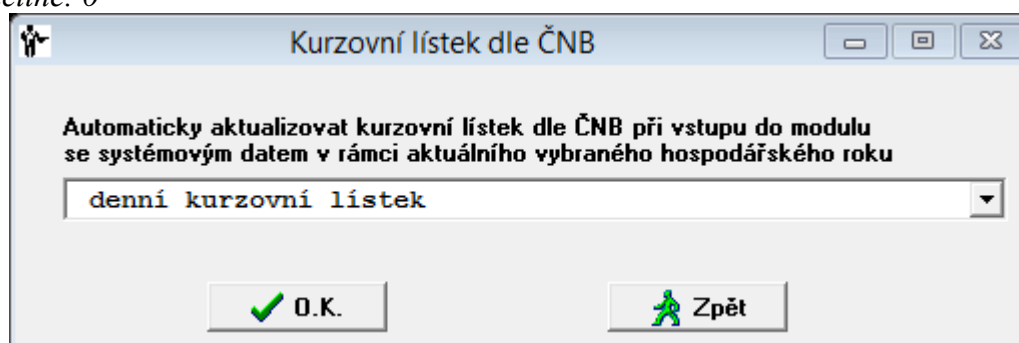 Kurzovní lístek dle ČNB
Automaticky aktualizovat kurzovní lístek dle ČNB při vstupu do modulu
se systémovým datem v rámci aktuálního vybraného hospodářského roku
denní kurzovní lístek
O.K.
Zpět